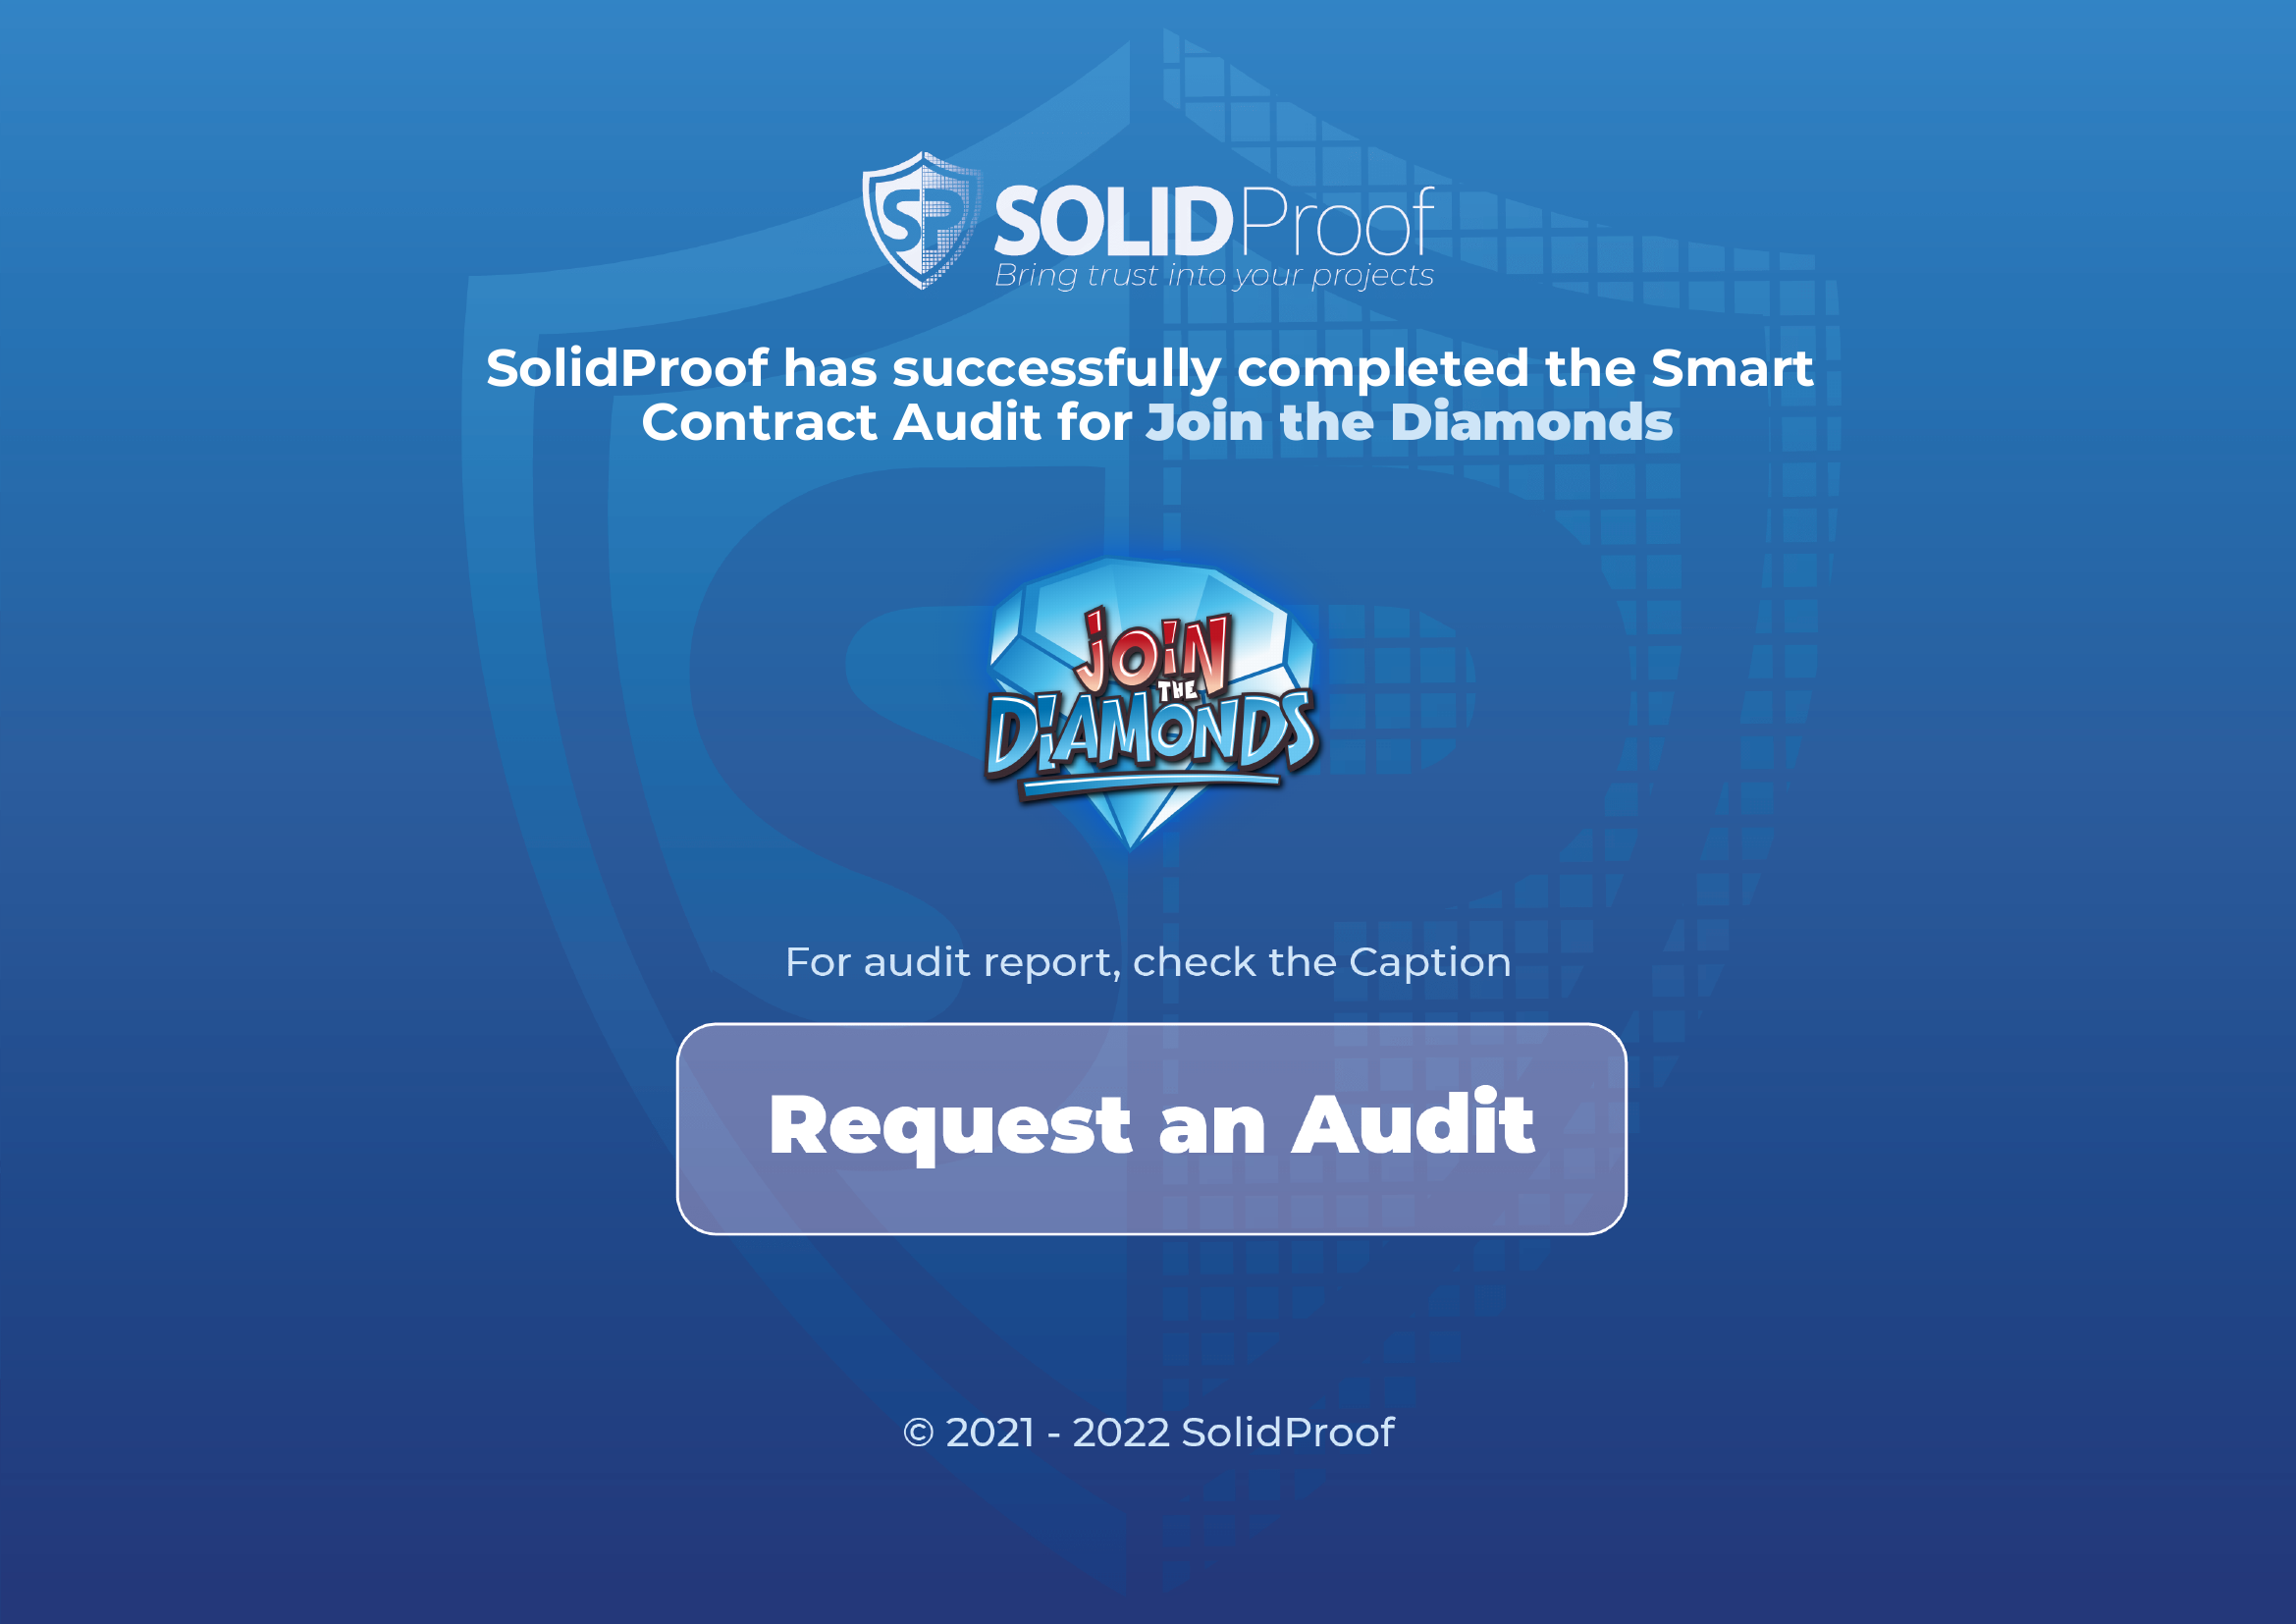 SP SOLIDProof
Bring trust into your projects
SolidProof has successfully completed the Smart
Contract Audit for Join the Diamonds
JOIN
THE
DIAMONDS
For audit report, check the Caption
Request an Audit
© 2021 - 2022 SolidProof